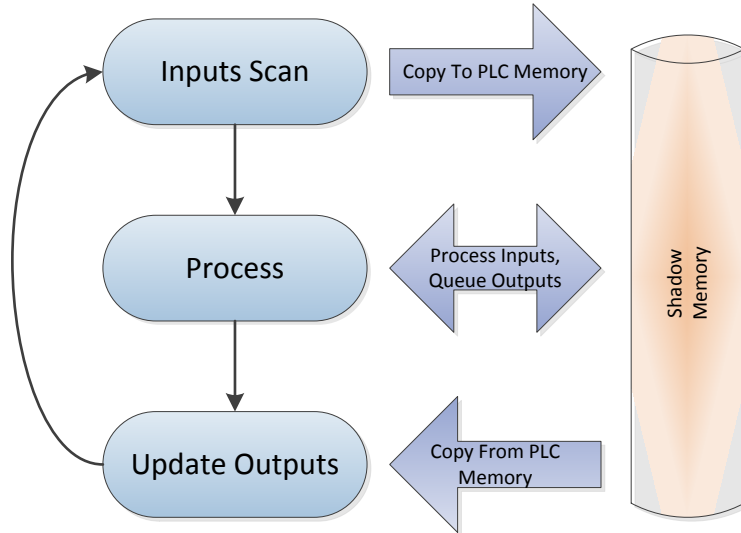 Inputs Scan
Copy To PLC Memory
Process
Process Inputs,
Queue Outputs
Shadow
Memory
Update Outputs
Copy From PLC
Memory